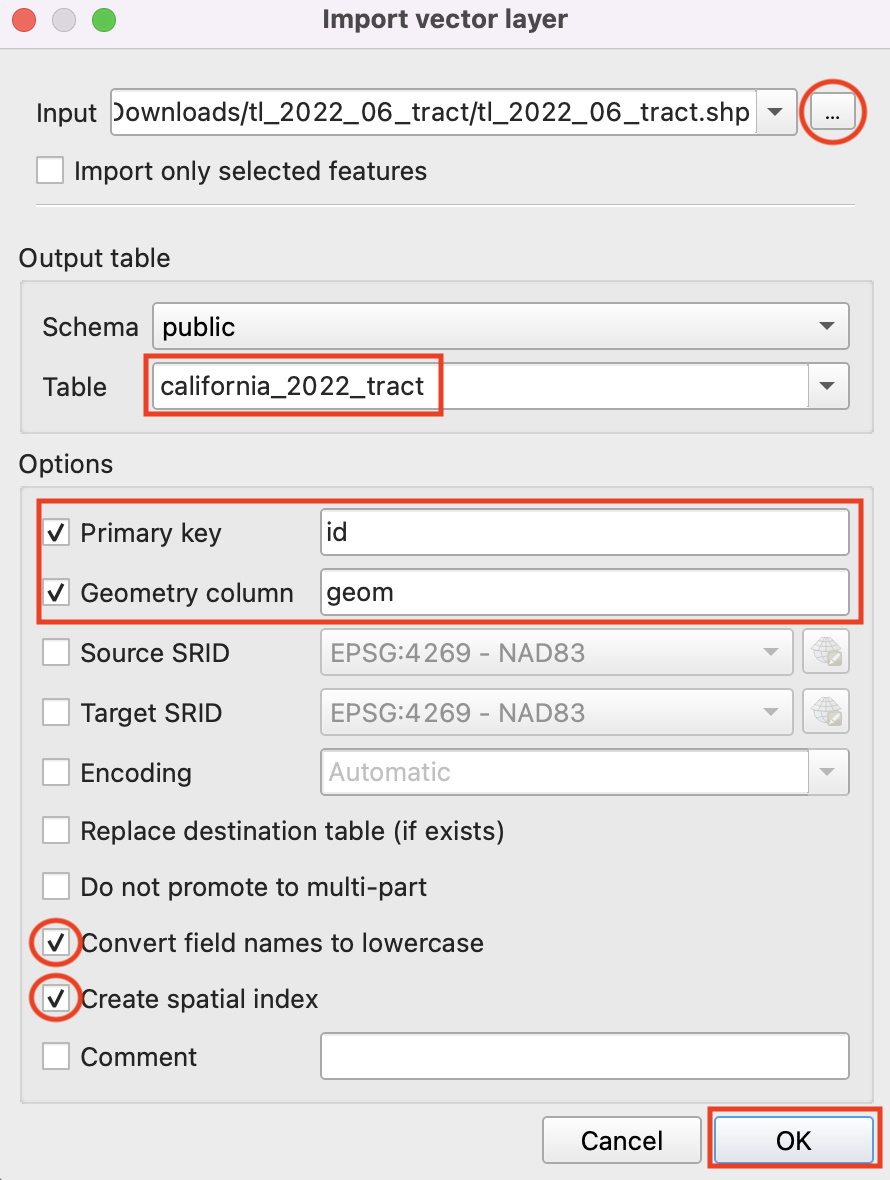 Import vector layer
Input Downloads/tl_2022_06_tract/tl_2022_06_tract.shp ...
Import only selected features
Output table
Schema public
Table california_2022_tract
Options
Primary key id
Geometry column geom
Source SRID EPSG:4269 - NAD83
Target SRID EPSG:4269 - NAD83
Encoding Automatic
Replace destination table (if exists)
Do not promote to multi-part
Convert field names to lowercase
Create spatial index
Comment
Cancel OK